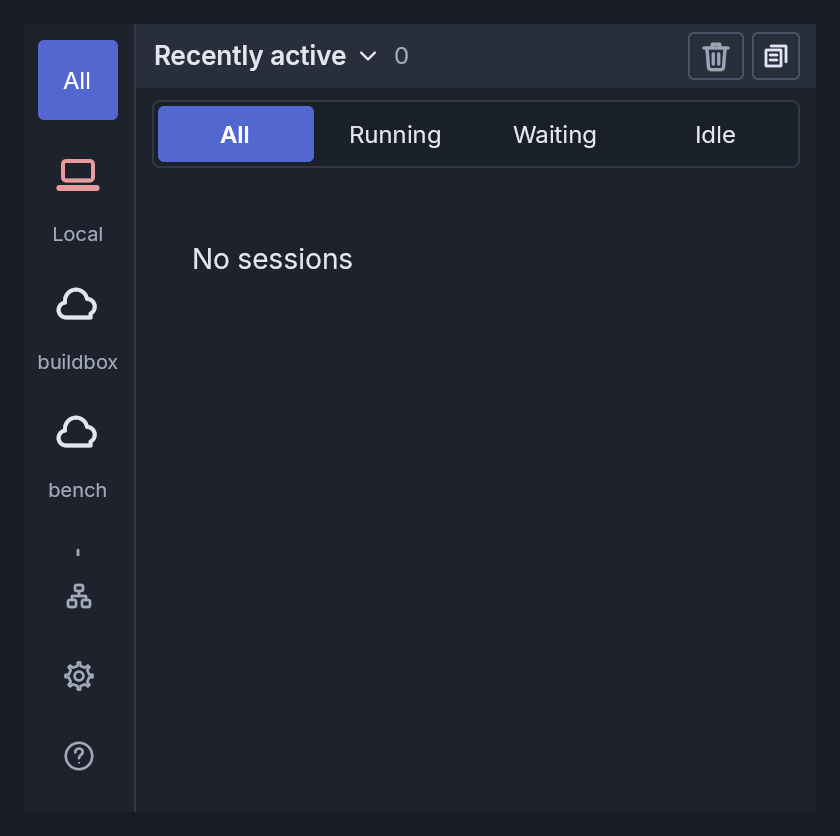 All
Local
buildbox
bench
Recently active 0
All Running Waiting Idle
No sessions